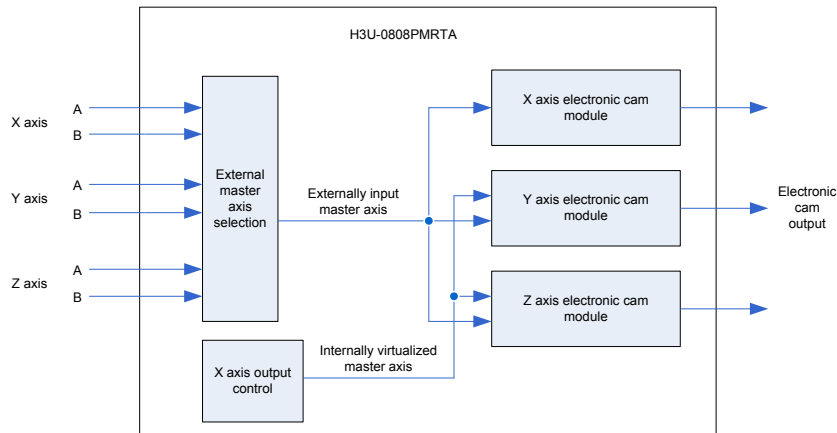 H3U-0808PMRTA
X axis
A
B
Y axis
A
B
Z axis
A
B
External
master
axis
selection
Externally input
master axis
X axis output
control
Internally virtualized
master axis
X axis electronic cam
module
Y axis electronic cam
module
Z axis electronic cam
module
Electronic
cam
output